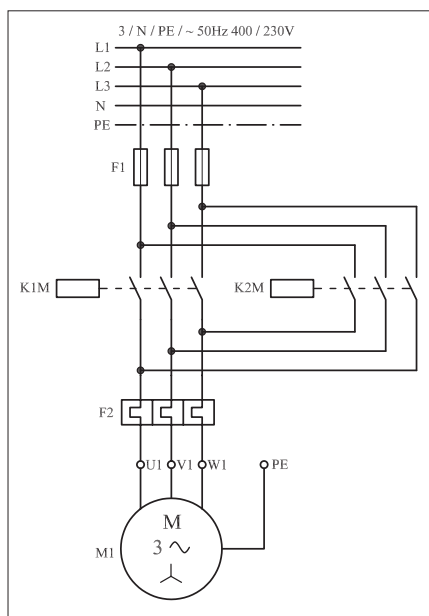 3 / N / PE / ~ 50Hz 400 / 230V
L1
L2
L3
N
PE
F1
K1M
K2M
F2
U1 V1 W1 PE
M
M1
3 ~